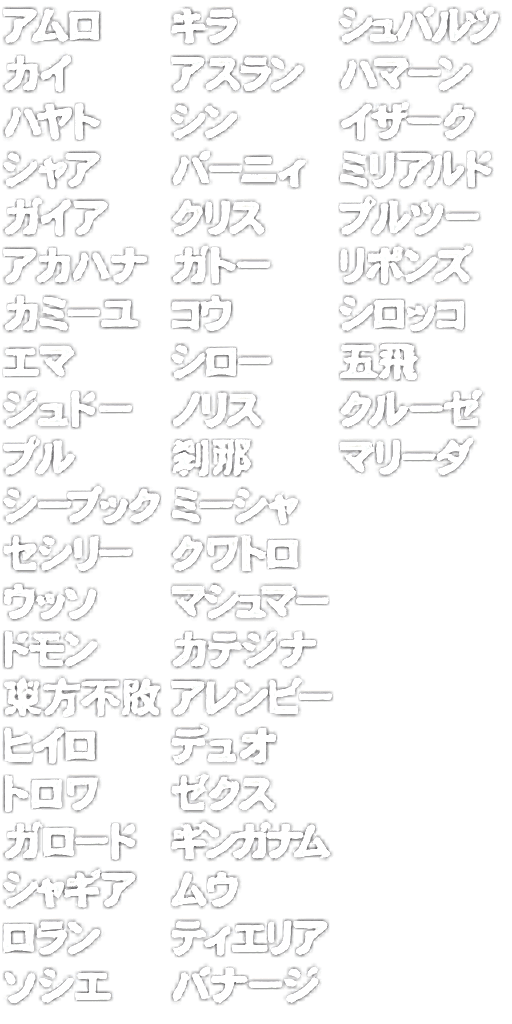 アムロ
カイ
ハヤト
シャア
ガイア
アカハナ
カミーユ
エマ
ジュドー
プル
シーブック
セシリー
ウッソ
ドモン
東方不敗
ヒイロ
トロワ
ガロード
シャギア
ロラン
ソシエ
キラ
アスラン
シン
バーニィ
クリス
ガトー
コウ
シロー
ノリス
刹那
ミーシャ
クワトロ
マシュマー
カテジナ
アレンビー
デュオ
ゼクス
ギンガナム
ムウ
ティエリア
バナージ
シュバルツ
ハマーン
イザーク
ミリアルド
プルツー
リボンズ
シロッコ
五飛
クルーゼ
マリーダ